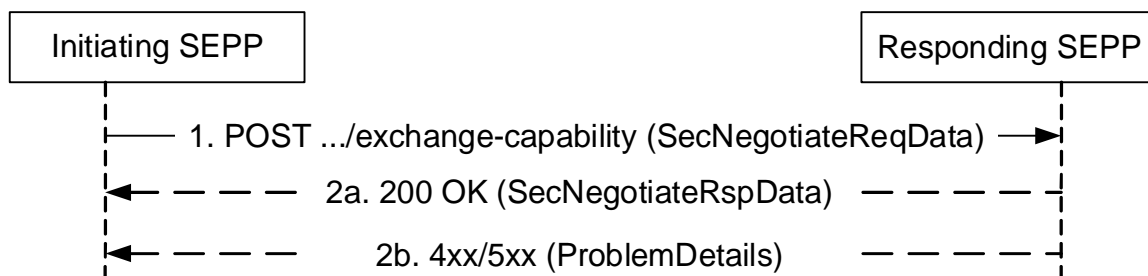 Initiating SEPP
Responding SEPP
1. POST .../exchange-capability (SecNegotiateReqData)
2a. 200 OK (SecNegotiateRspData)
2b. 4xx/5xx (ProblemDetails)